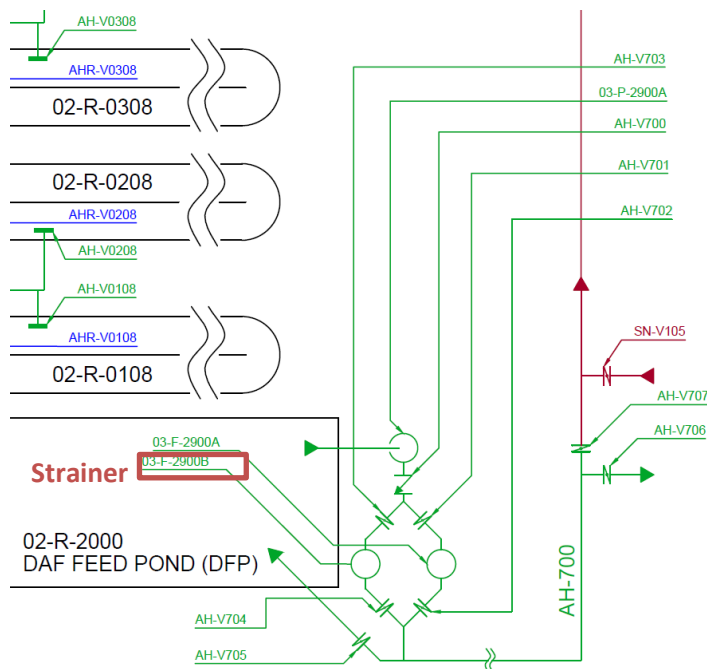 AH-V0308
AHR-V0308
02-R-0308
02-R-0208
AHR-V0208
AH-V0208
AH-V0108
AHR-V0108
02-R-0108
AH-V703
03-P-2900A
AH-V700
AH-V701
AH-V702
SN-V105
AH-V707
AH-V706
03-F-2900A
03-F-2900B
Strainer
02-R-2000
DAF FEED POND (DFP)
AH-700
AH-V704
AH-V705